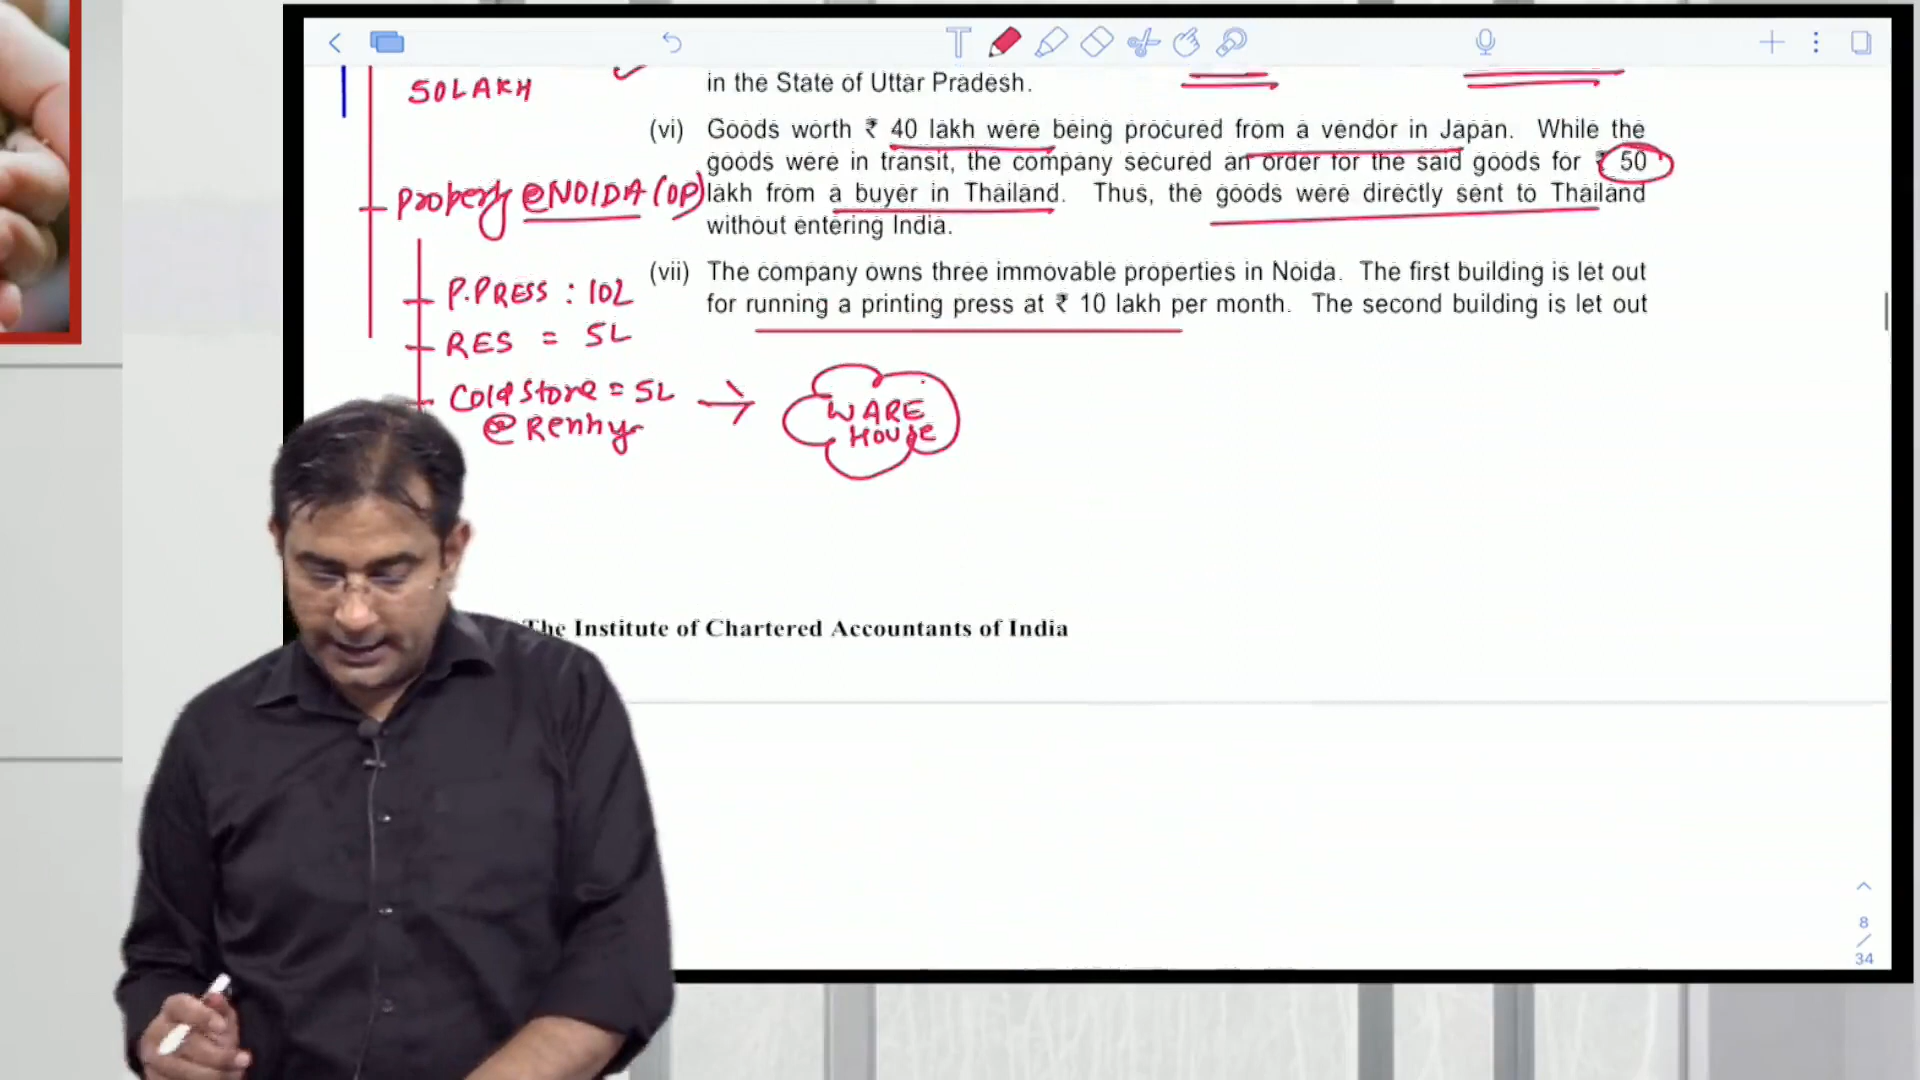 50LAKH
in the State of Uttar Pradesh.
(vi) Goods worth ₹ 40 lakh were being procured from a vendor in Japan. While the
goods were in transit, the company secured an order for the said goods for ₹ 50
lakh from a buyer in Thailand. Thus, the goods were directly sent to Thailand
without entering India.
property @NOIDA (OP)
(vii) The company owns three immovable properties in Noida. The first building is let out
for running a printing press at ₹ 10 lakh per month. The second building is let out
P.PRESS : 10L
RES = 5L
Cold Store = 5L →
WARE
HOUSE
The Institute of Chartered Accountants of India
8
/
34